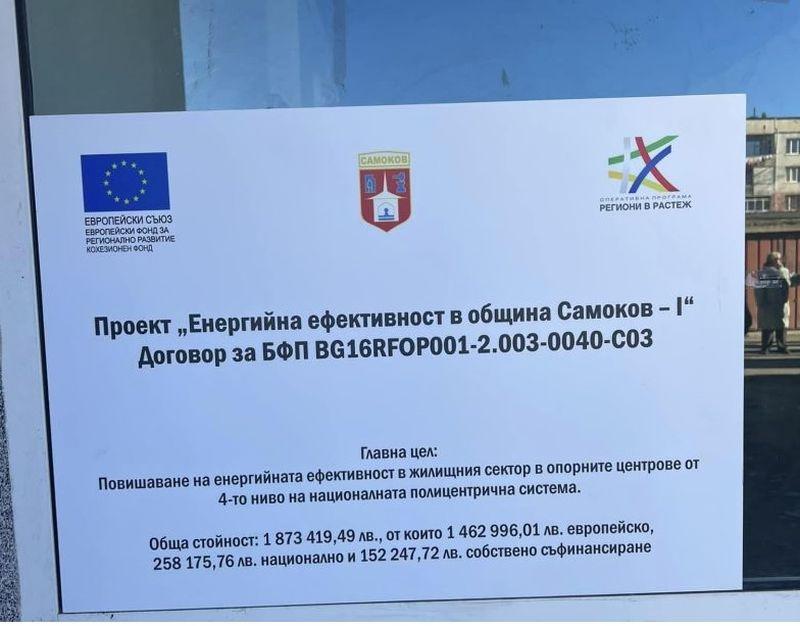 ЕВРОПЕЙСКИ СЪЮЗ
ЕВРОПЕЙСКИ ФОНД ЗА
РЕГИОНАЛНО РАЗВИТИЕ
КОХЕЗИОНЕН ФОНД
САМОКОВ
ОПЕРАТИВНА ПРОГРАМА
РЕГИОНИ В РАСТЕЖ
Проект „Енергийна ефективност в община Самоков – I“
Договор за БФП BG16RFOP001-2.003-0040-C03
Главна цел:
Повишаване на енергийната ефективност в жилищния сектор в опорните центрове от
4-то ниво на националната полицентрична система.
Обща стойност: 1 873 419,49 лв., от които 1 462 996,01 лв. европейско,
258 175,76 лв. национално и 152 247,72 лв. собствено съфинансиране